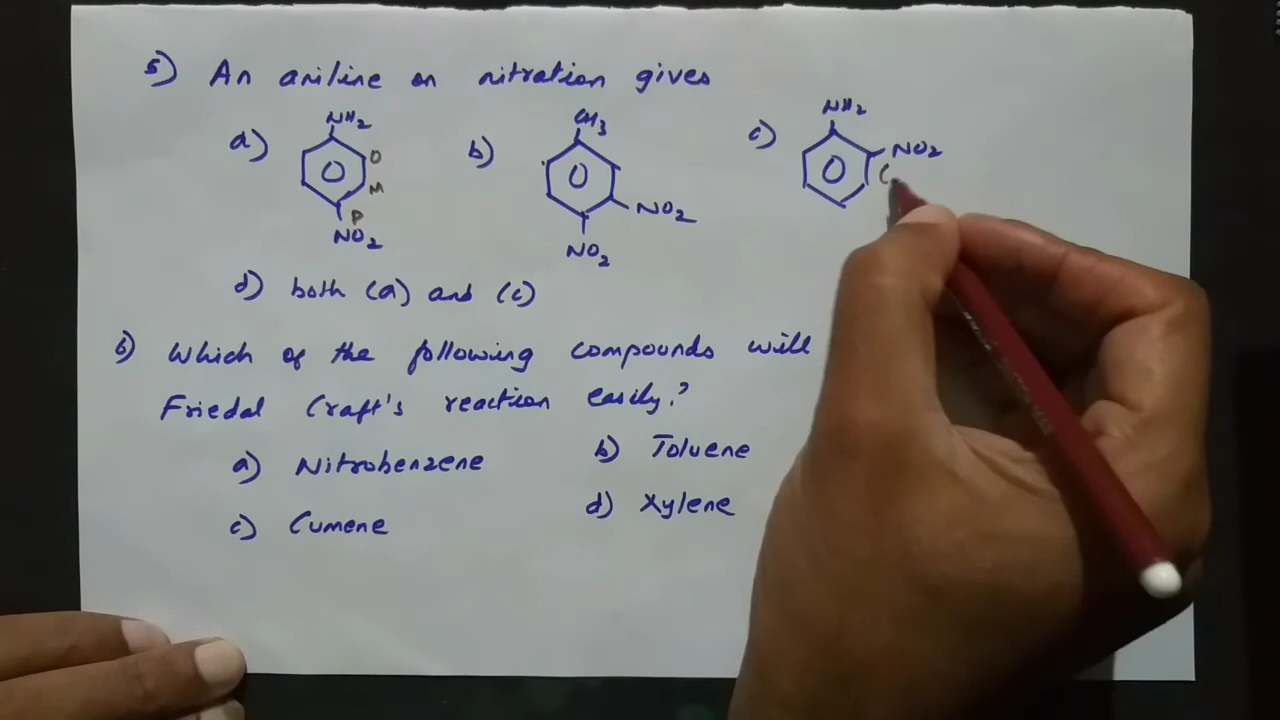 5) An aniline on nitration gives
a) NH2 O M P NO2
b) CH3 NO2 NO2
c) NH2 NO2 (
d) both (a) and (c)
6) Which of the following compounds will
Friedal Craft's reaction easily?
a) Nitrobenzene b) Toluene
c) Cumene d) Xylene